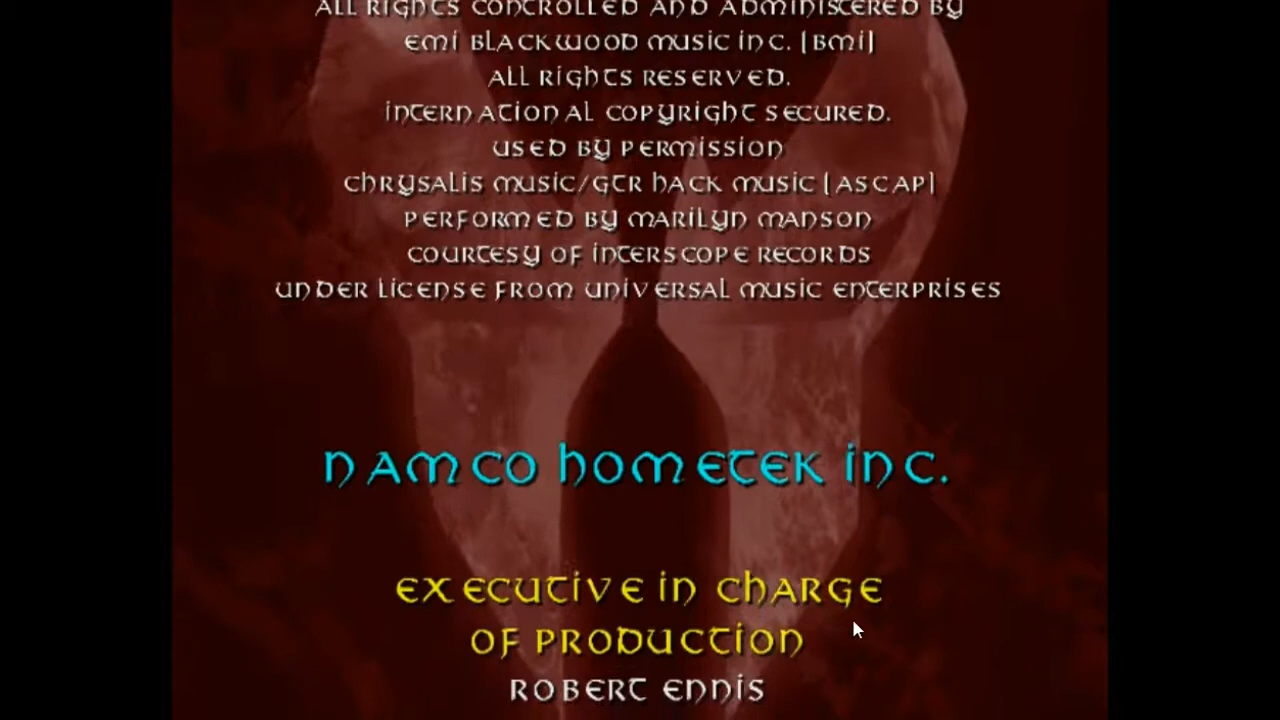 ALL RIGHTS CONTROLLED AND ADMINISTERED BY
EMI BLACKWOOD MUSIC INC. [BMI]
ALL RIGHTS RESERVED.
INTERNATIONAL COPYRIGHT SECURED.
USED BY PERMISSION
CHRYSALIS MUSIC/GTR HACK MUSIC [ASCAP]
PERFORMED BY MARILYN MANSON
COURTESY OF INTERSCOPE RECORDS
UNDER LICENSE FROM UNIVERSAL MUSIC ENTERPRISES
NAMCO HOMETEK INC.
EXECUTIVE IN CHARGE
OF PRODUCTION
ROBERT ENNIS